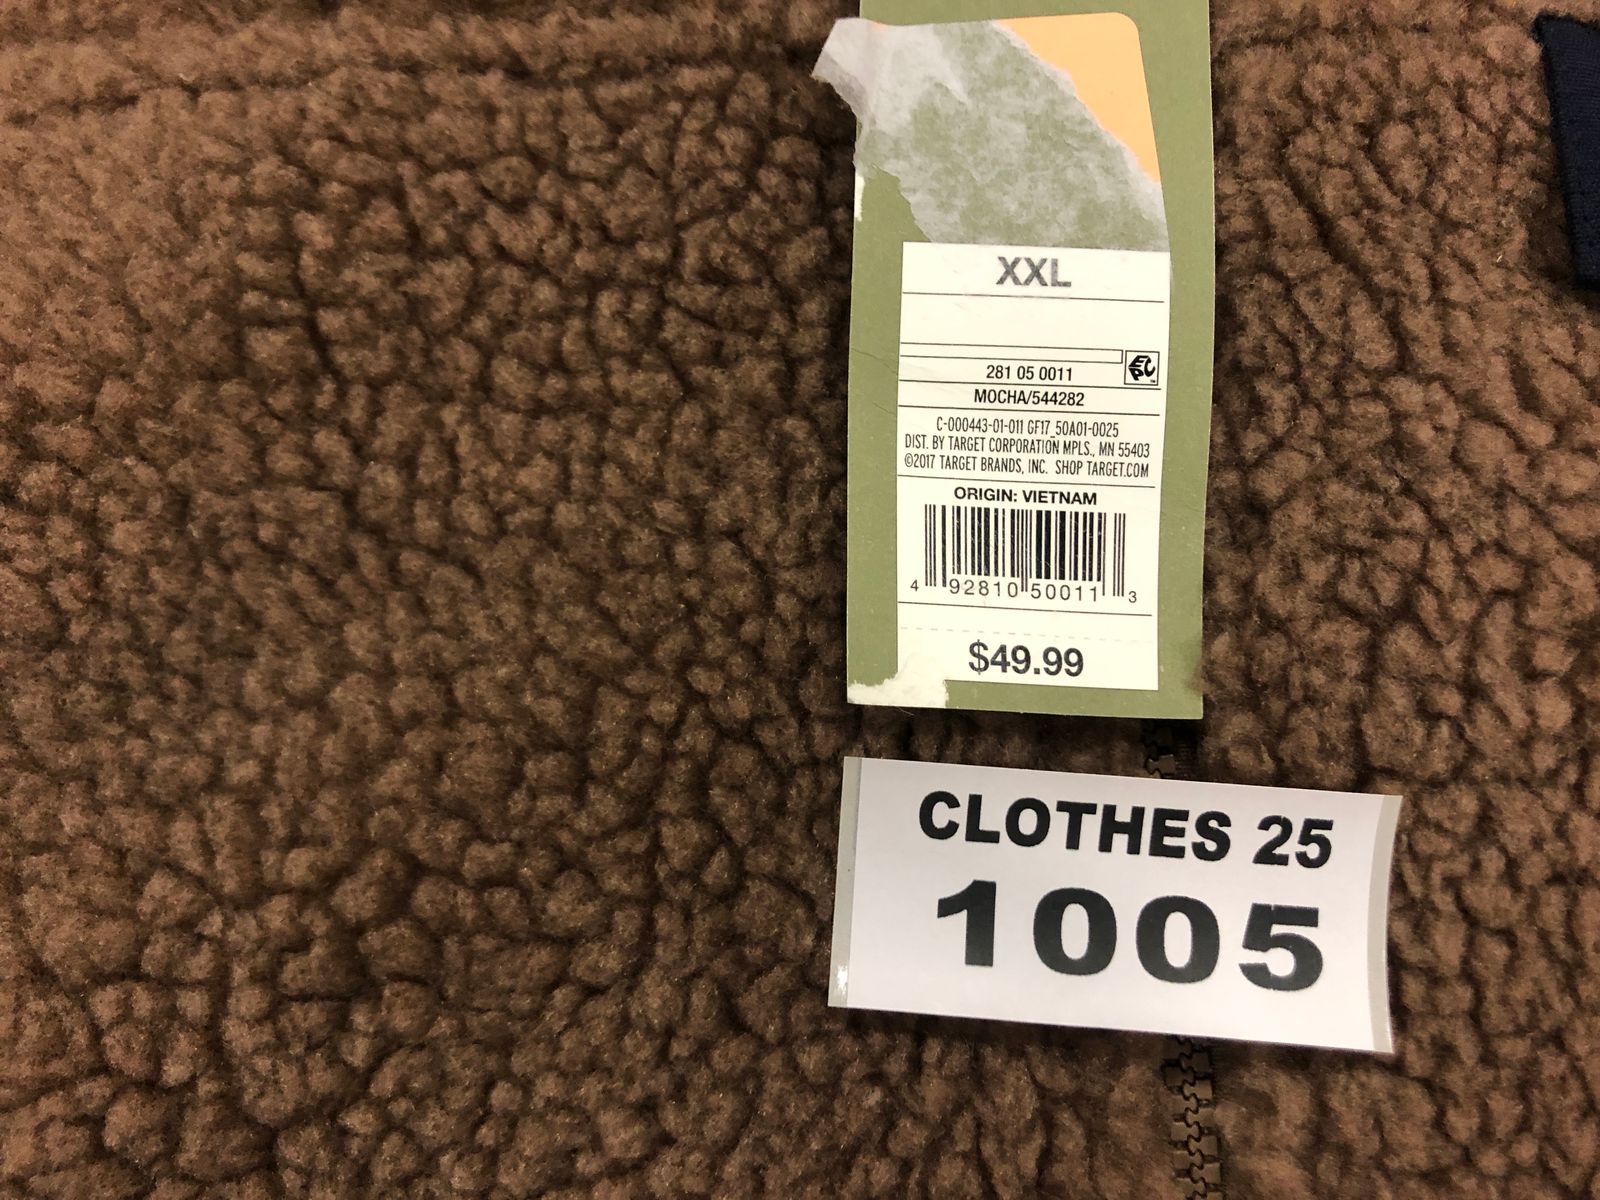 XXL
281 05 0011
MOCHA/544282
C-000443-01-011 GF17_50A01-0025
DIST. BY TARGET CORPORATION MPLS., MN 55403
©2017 TARGET BRANDS, INC. SHOP TARGET.COM
ORIGIN: VIETNAM
4 92810 50011 3
$49.99
CLOTHES 25
1005